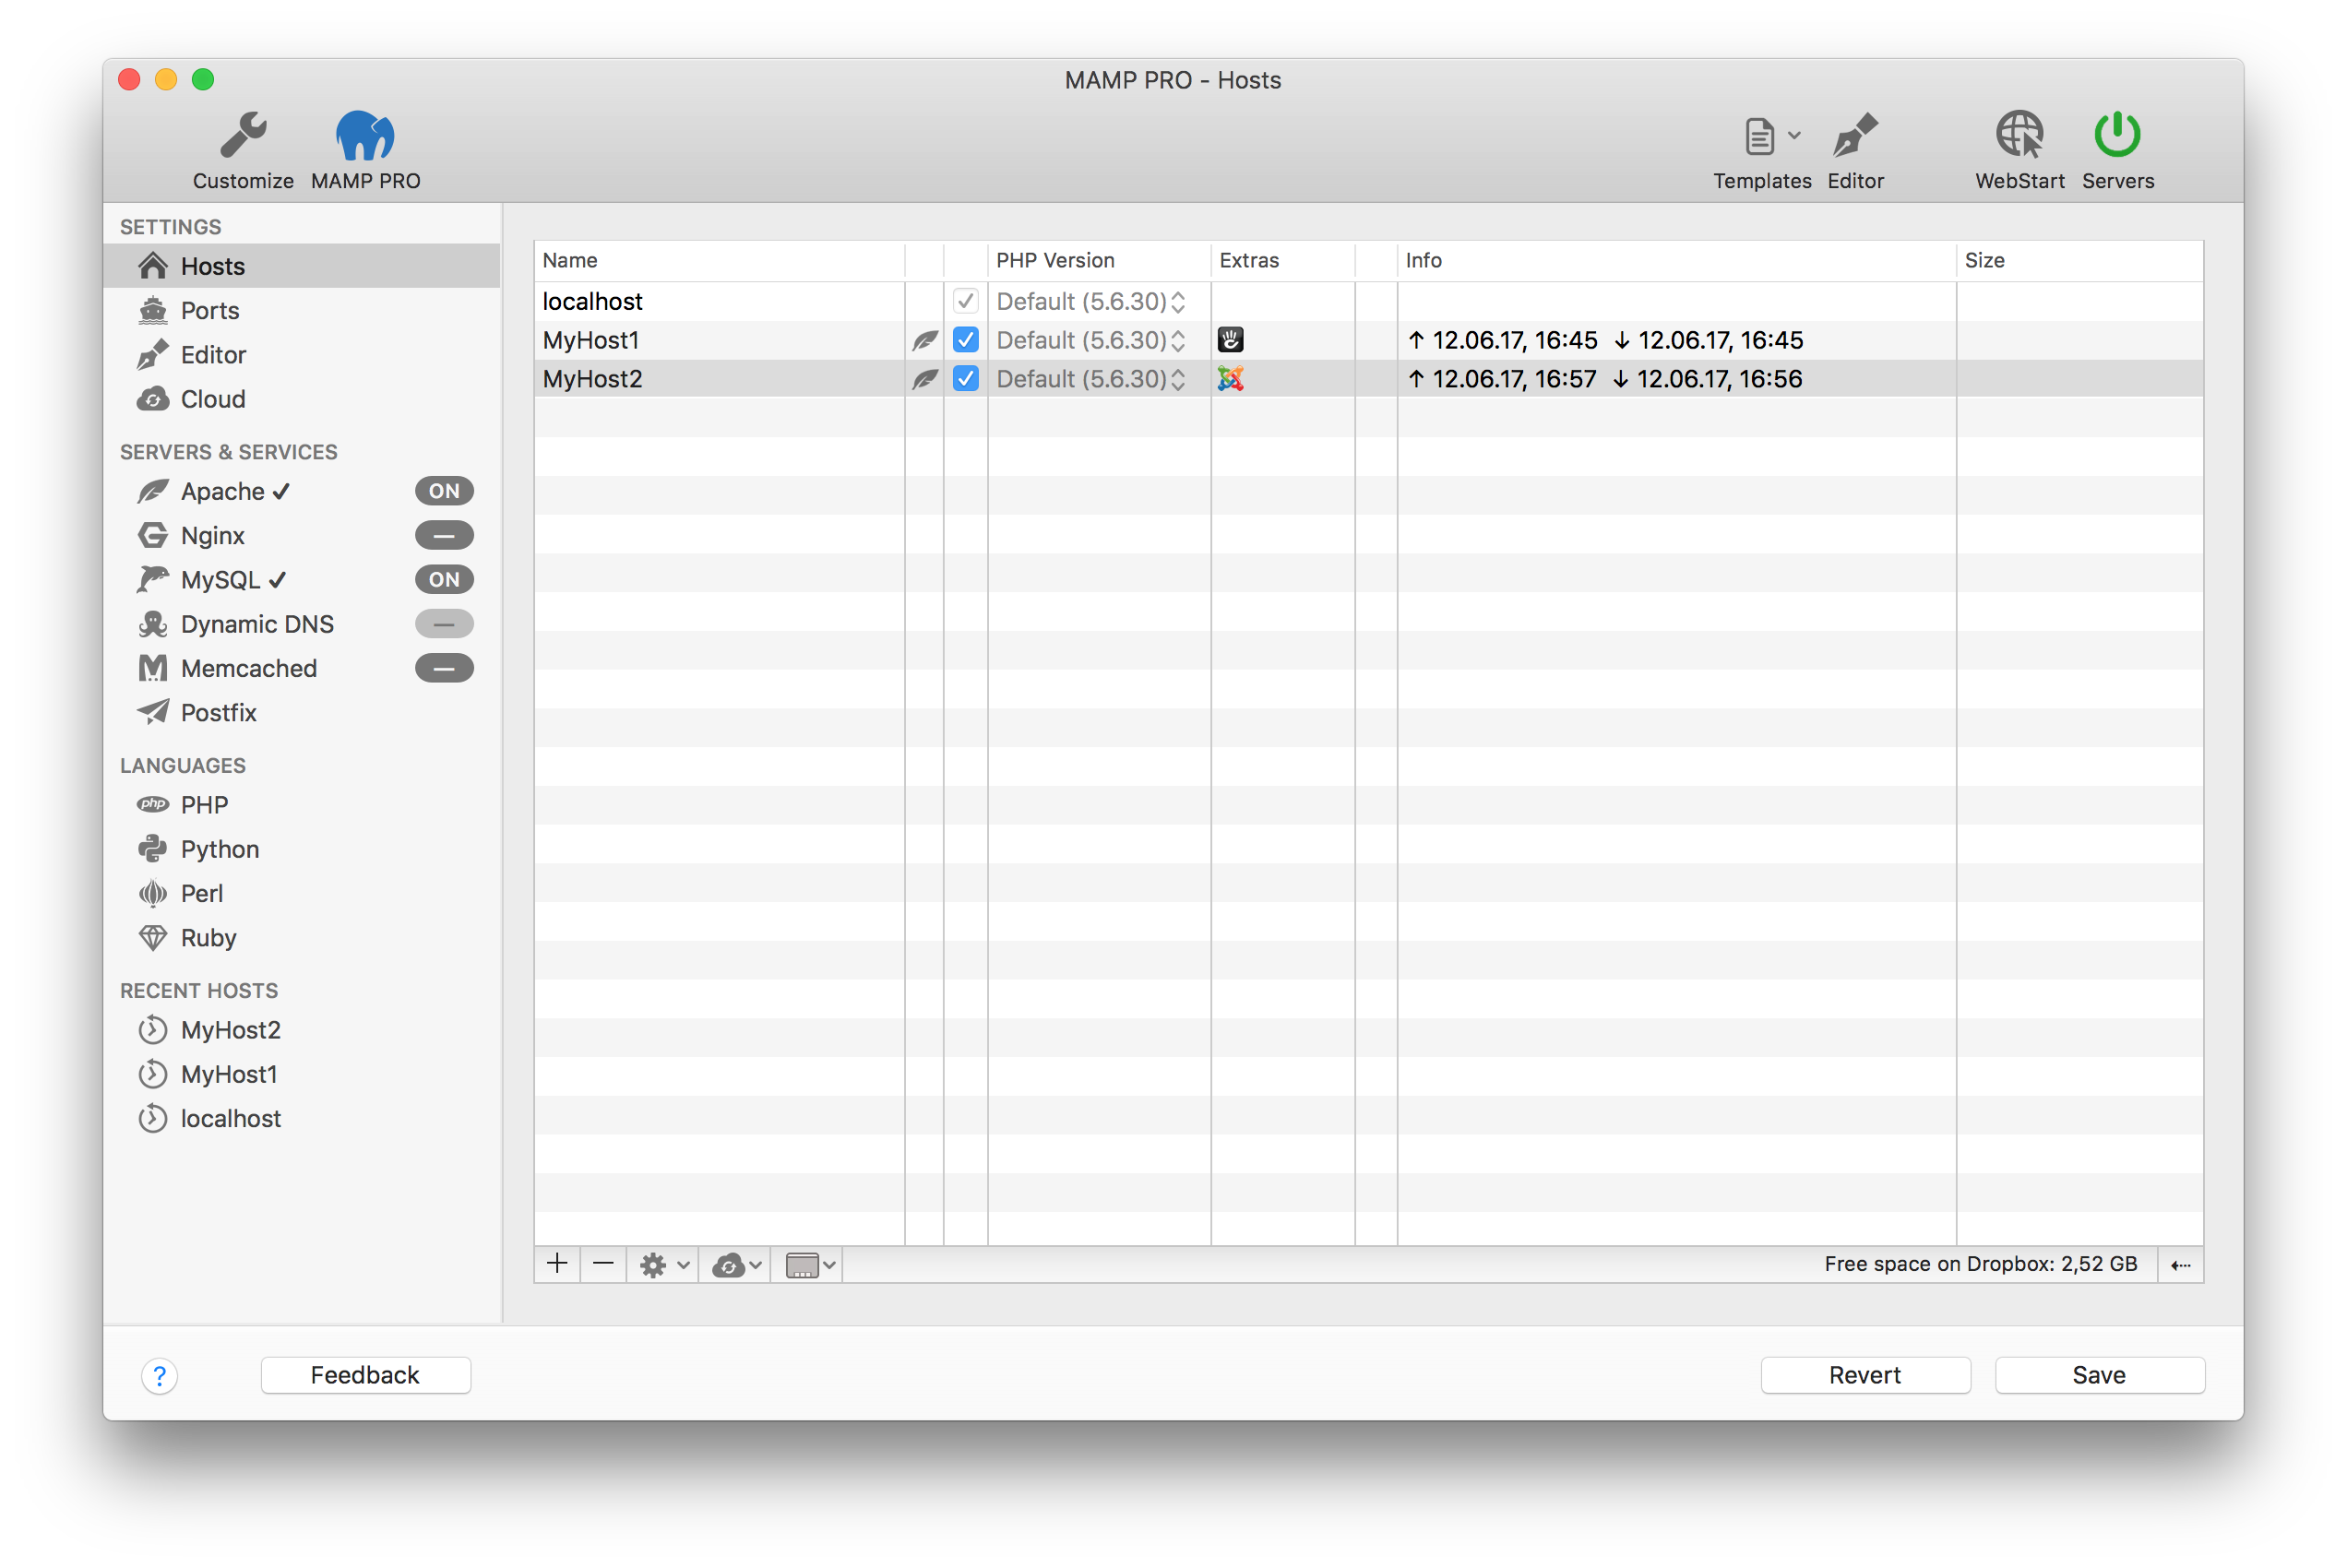 MAMP PRO - Hosts
Customize MAMP PRO Templates Editor WebStart Servers
SETTINGS
Hosts
Ports
Editor
Cloud
SERVERS & SERVICES
Apache ✓ ON
Nginx —
MySQL ✓ ON
Dynamic DNS —
Memcached —
Postfix
LANGUAGES
php PHP
Python
Perl
Ruby
RECENT HOSTS
MyHost2
MyHost1
localhost
Name PHP Version Extras Info Size
localhost Default (5.6.30)
MyHost1 Default (5.6.30) ↑ 12.06.17, 16:45 ↓ 12.06.17, 16:45
MyHost2 Default (5.6.30) ↑ 12.06.17, 16:57 ↓ 12.06.17, 16:56
Free space on Dropbox: 2,52 GB
? Feedback Revert Save